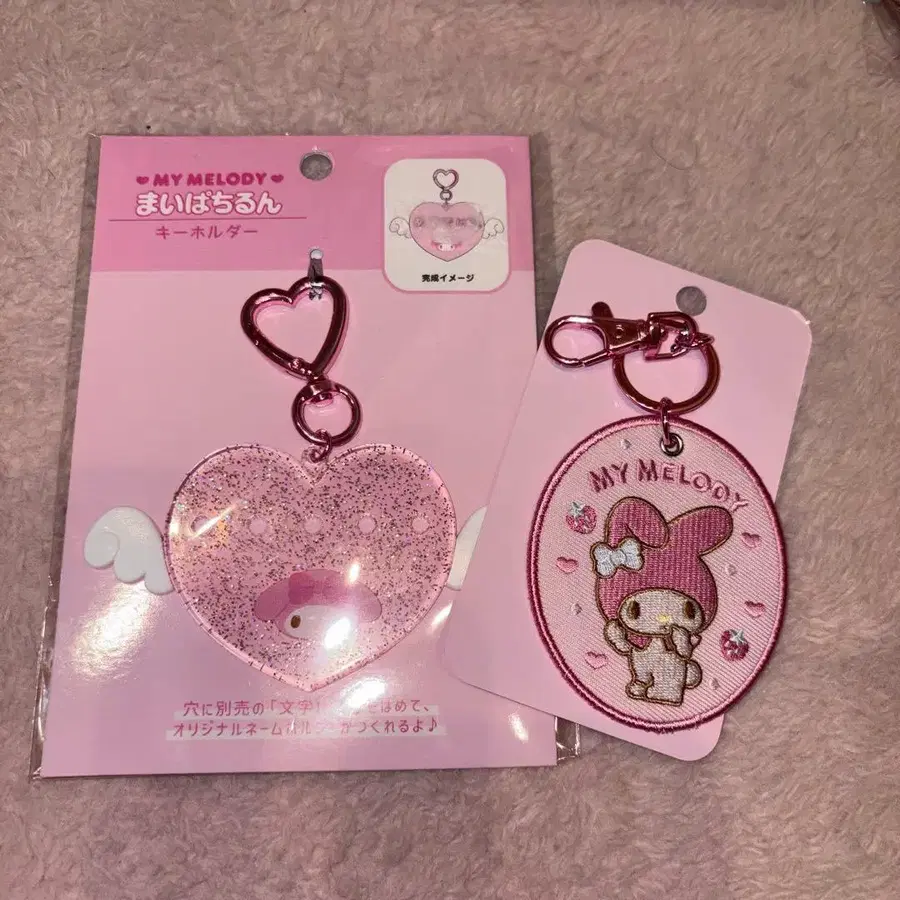 MY MELODY
まいぱちるん
キーホルダー
完成イメージ
穴に別売の「文字
はめて、
オリジナルネーム
がつくれるよ♪
MY MELODY